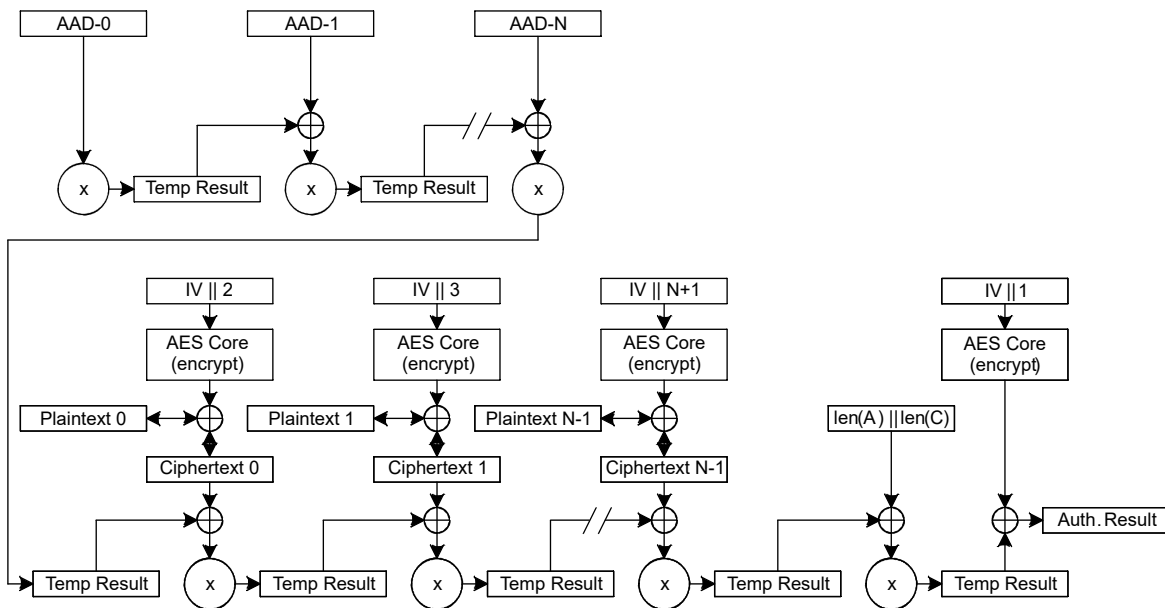 AAD-0 AAD-1 AAD-N
x Temp Result x Temp Result x
IV || 2 IV || 3 IV || N+1 IV || 1
AES Core AES Core AES Core AES Core
(encrypt) (encrypt) (encrypt) (encrypt)
Plaintext 0 Plaintext 1 Plaintext N-1 len(A) || len(C)
Ciphertext 0 Ciphertext 1 Ciphertext N-1
Auth. Result
Temp Result x Temp Result x Temp Result x Temp Result x Temp Result